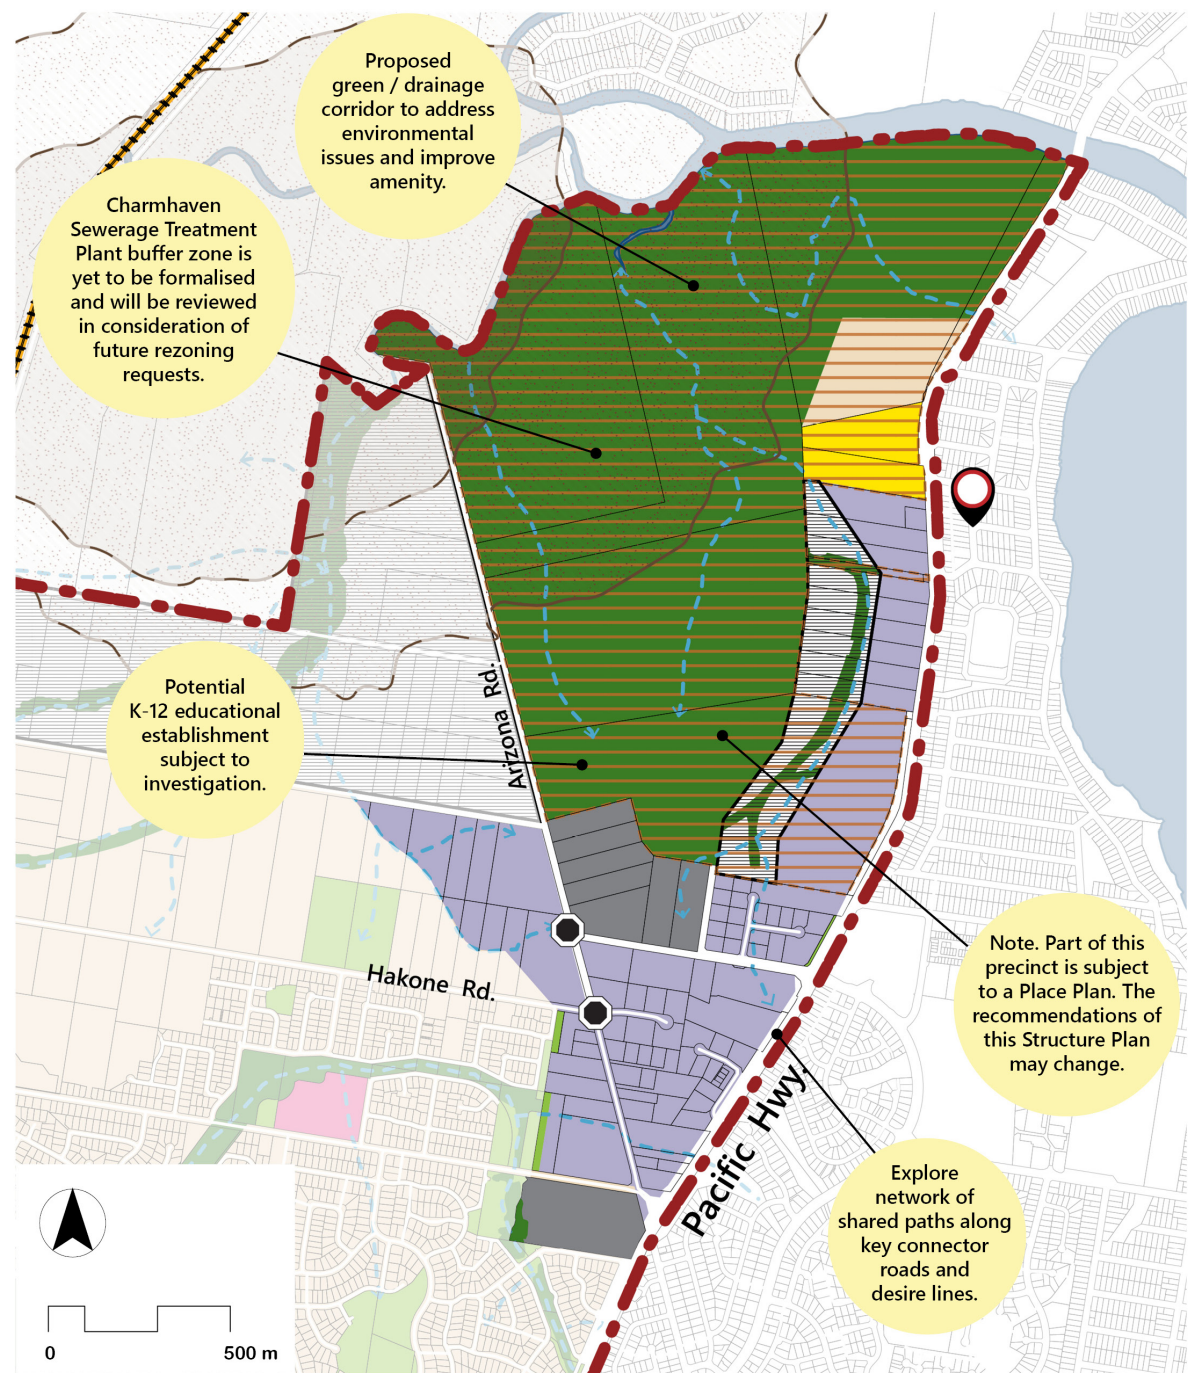 Proposed
green / drainage
corridor to address
environmental
issues and improve
amenity.
Charmhaven
Sewerage Treatment
Plant buffer zone is
yet to be formalised
and will be reviewed
in consideration of
future rezoning
requests.
Potential
K-12 educational
establishment
subject to
investigation.
Arizona Rd.
Hakone Rd.
Note. Part of this
precinct is subject
to a Place Plan. The
recommendations of
this Structure Plan
may change.
Pacific Hwy.
Explore
network of
shared paths along
key connector
roads and
desire lines.
0 500 m